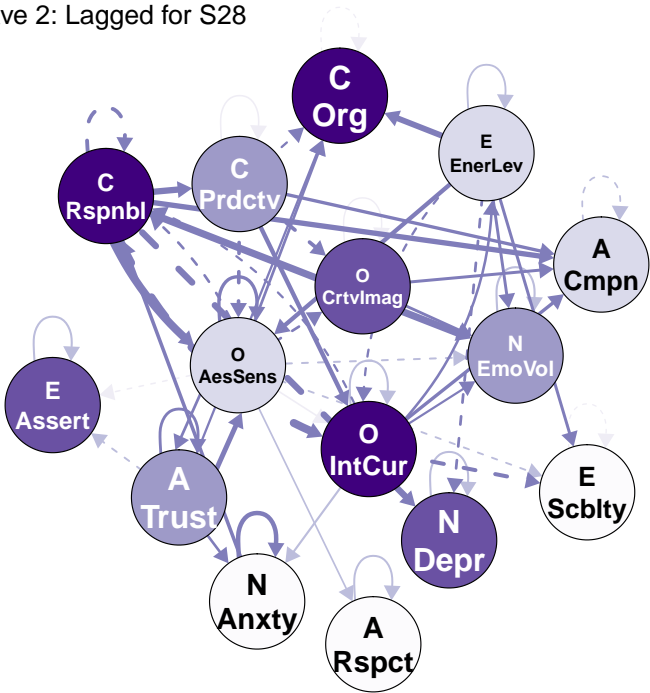 ve 2: Lagged for S28
C
Org
E
EnerLev
C
Prdctv
C
Rspnbl
A
Cmpn
O
CrtvImag
N
EmoVol
O
AesSens
E
Assert
O
IntCur
A
Trust
E
Scblty
N
Depr
N
Anxty
A
Rspct